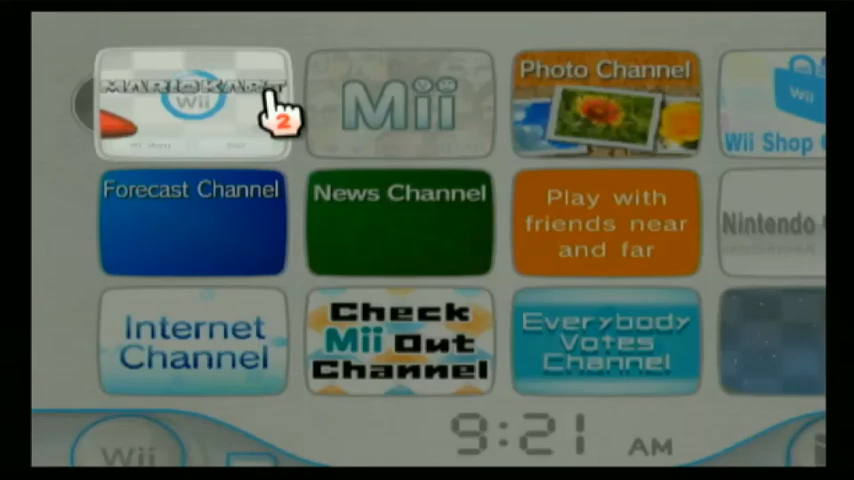 MARIOKART
Wii
2
Mii
Photo Channel
Wii
Wii Shop
Forecast Channel
News Channel
Play with
friends near
and far
Nintendo
Internet
Channel
Check
Mii Out
Channel
Everybody
Votes
Channel
9:21 AM
Wii